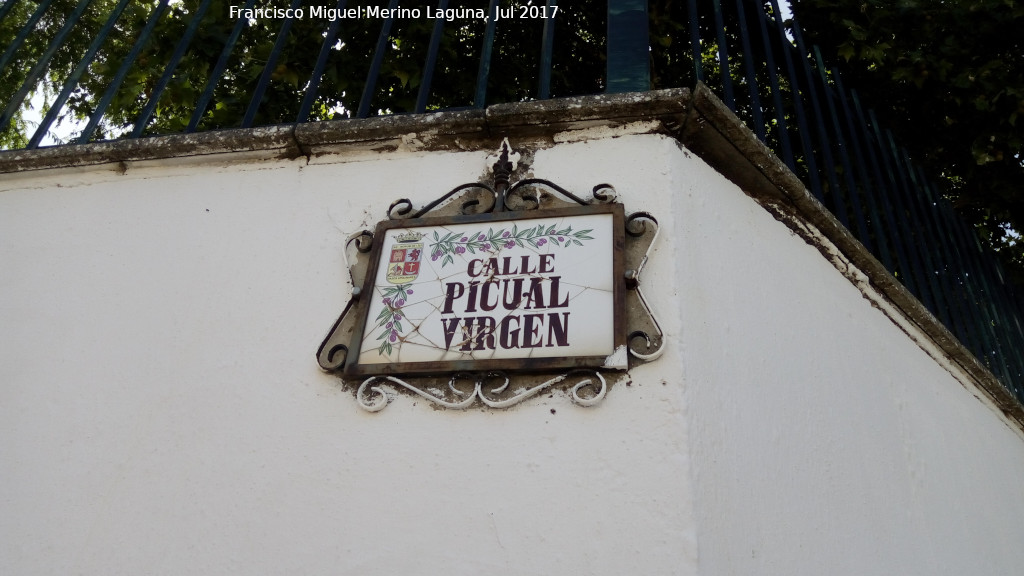 Francisco Miguel Merino Laguna, Jul 2017
CALLE
PICUAL
VIRGEN